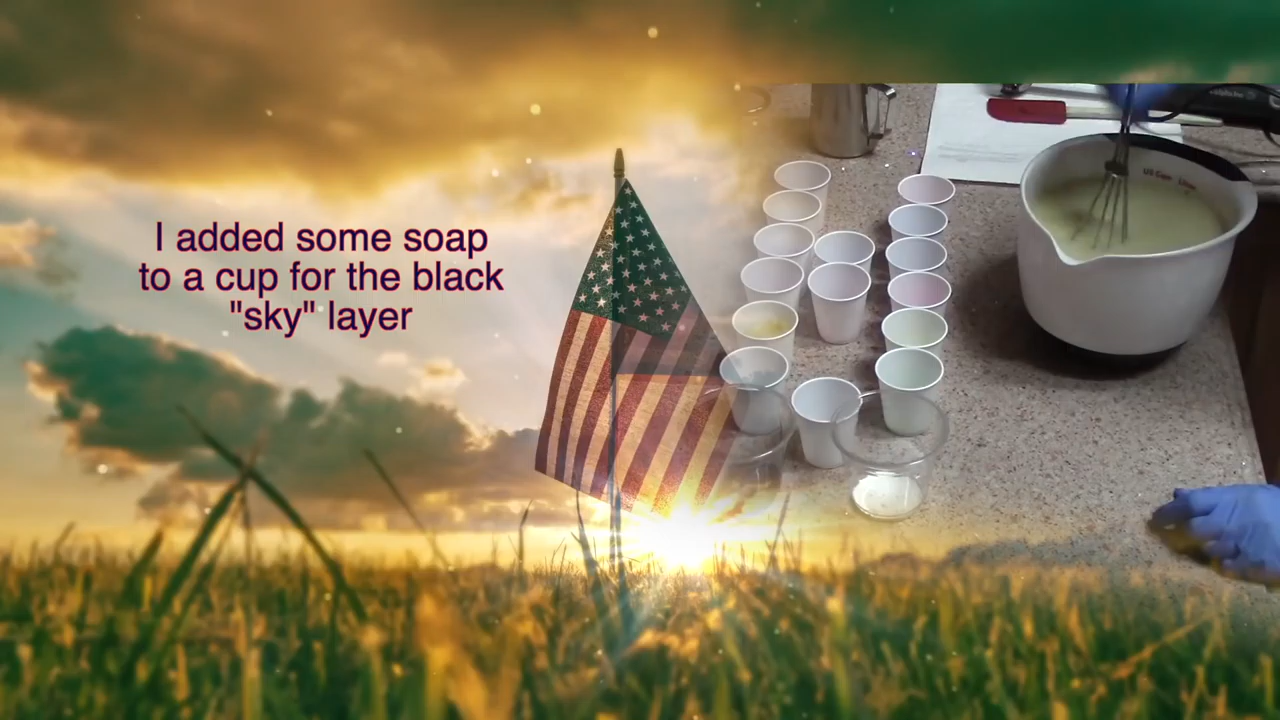 I added some soap
to a cup for the black
"sky" layer